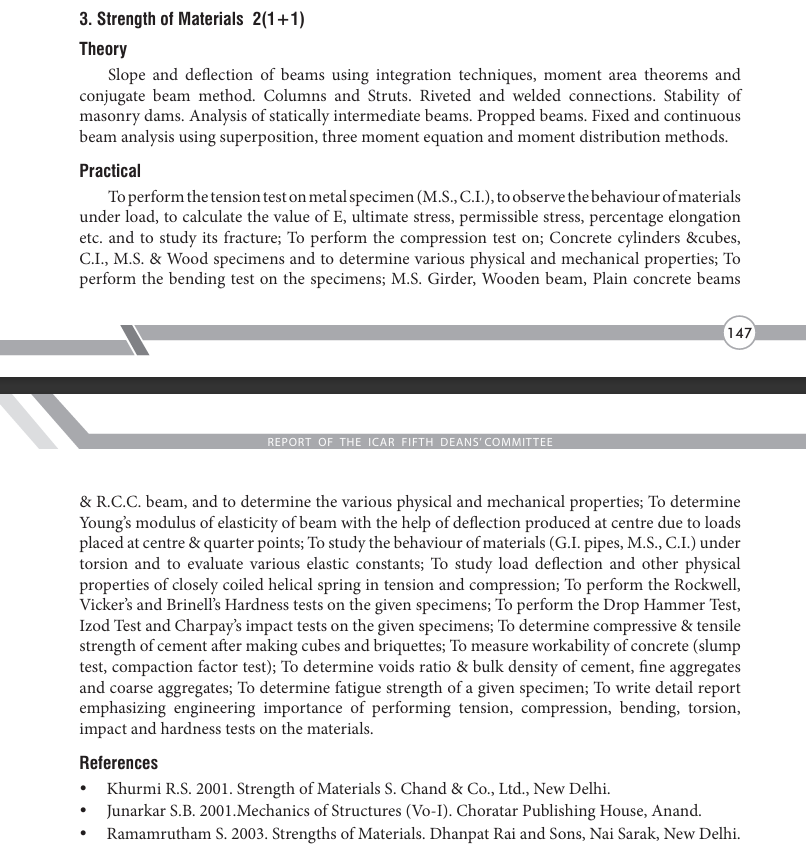 3. Strength of Materials 2(1+1)
Theory
Slope and deflection of beams using integration techniques, moment area theorems and
conjugate beam method. Columns and Struts. Riveted and welded connections. Stability of
masonry dams. Analysis of statically intermediate beams. Propped beams. Fixed and continuous
beam analysis using superposition, three moment equation and moment distribution methods.
Practical
To perform the tension test on metal specimen (M.S., C.I.), to observe the behaviour of materials
under load, to calculate the value of E, ultimate stress, permissible stress, percentage elongation
etc. and to study its fracture; To perform the compression test on; Concrete cylinders &cubes,
C.I., M.S. & Wood specimens and to determine various physical and mechanical properties; To
perform the bending test on the specimens; M.S. Girder, Wooden beam, Plain concrete beams
147
REPORT OF THE ICAR FIFTH DEANS' COMMITTEE
& R.C.C. beam, and to determine the various physical and mechanical properties; To determine
Young's modulus of elasticity of beam with the help of deflection produced at centre due to loads
placed at centre & quarter points; To study the behaviour of materials (G.I. pipes, M.S., C.I.) under
torsion and to evaluate various elastic constants; To study load deflection and other physical
properties of closely coiled helical spring in tension and compression; To perform the Rockwell,
Vicker's and Brinell's Hardness tests on the given specimens; To perform the Drop Hammer Test,
Izod Test and Charpay's impact tests on the given specimens; To determine compressive & tensile
strength of cement after making cubes and briquettes; To measure workability of concrete (slump
test, compaction factor test); To determine voids ratio & bulk density of cement, fine aggregates
and coarse aggregates; To determine fatigue strength of a given specimen; To write detail report
emphasizing engineering importance of performing tension, compression, bending, torsion,
impact and hardness tests on the materials.
References
• Khurmi R.S. 2001. Strength of Materials S. Chand & Co., Ltd., New Delhi.
• Junarkar S.B. 2001.Mechanics of Structures (Vo-I). Choratar Publishing House, Anand.
• Ramamrutham S. 2003. Strengths of Materials. Dhanpat Rai and Sons, Nai Sarak, New Delhi.